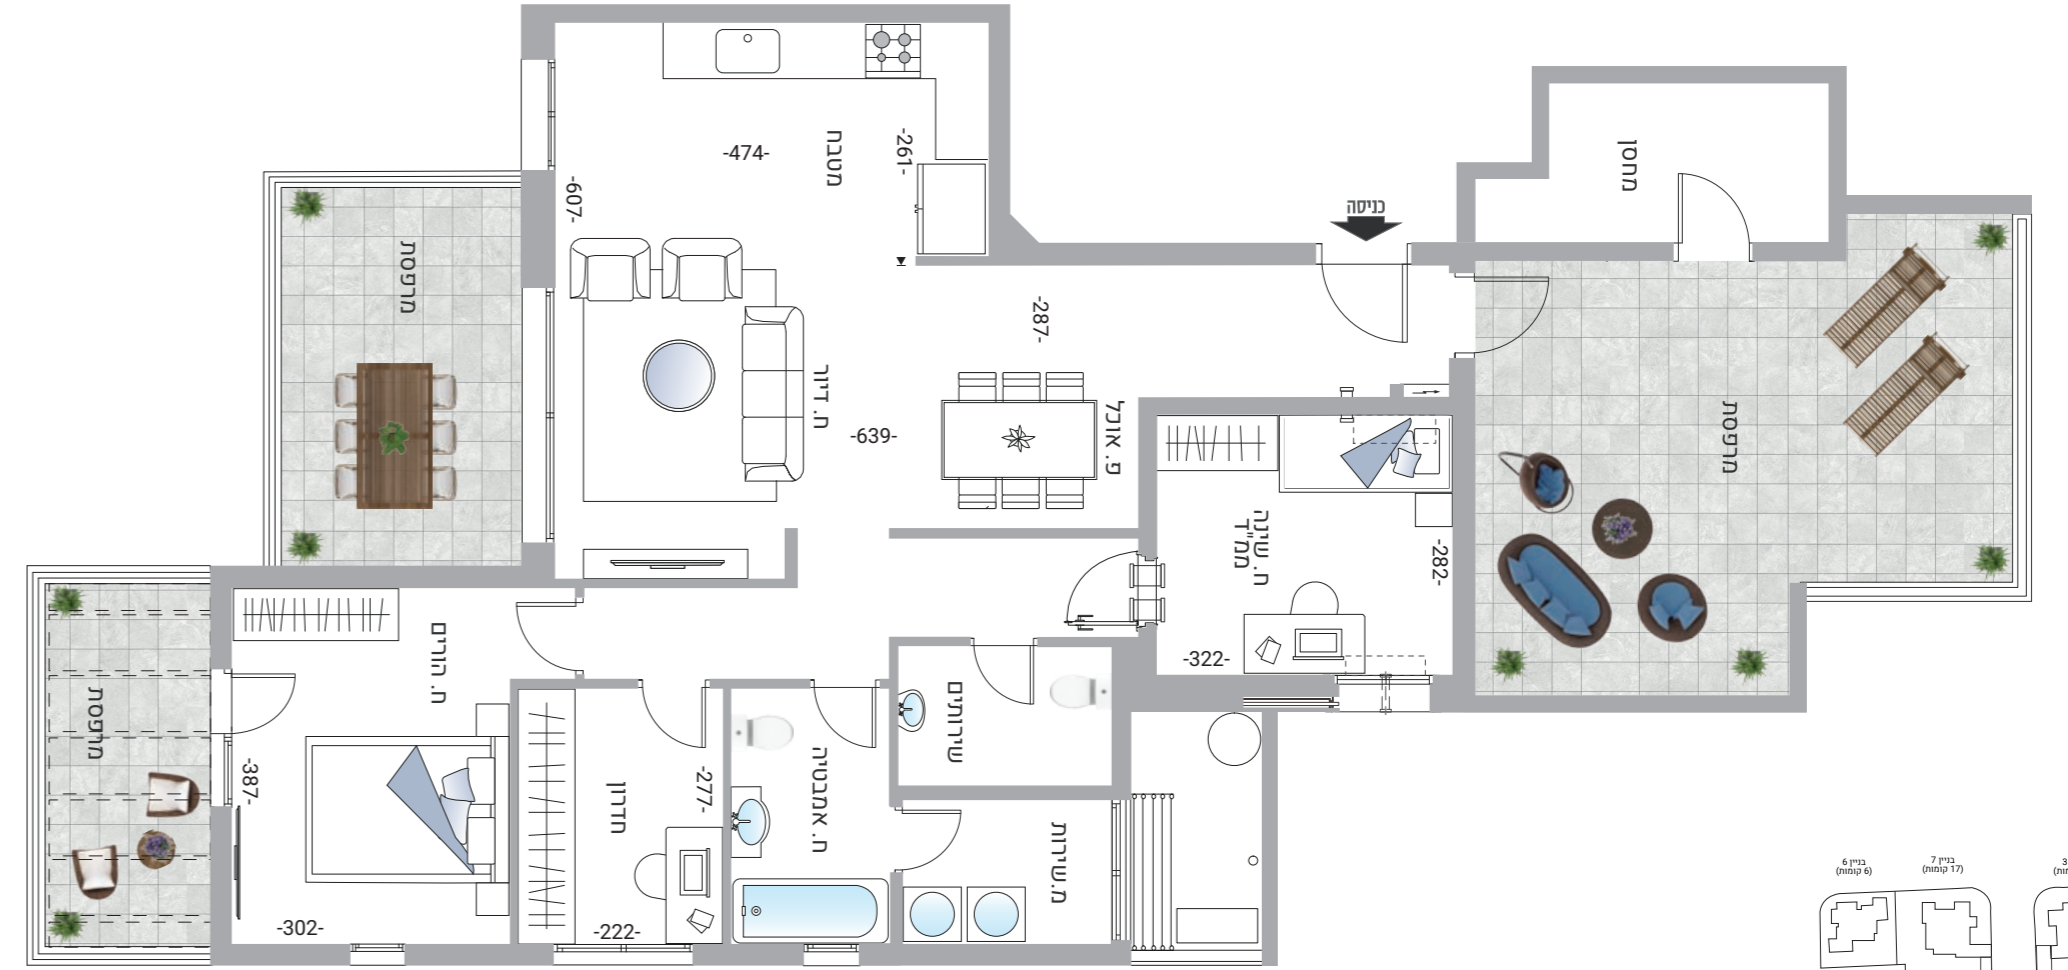 מטבח
-474-
-261-
-607-
מרפסת
כניסה
מחסן
-287-
ח. דיור
-639-
פ. אוכל
מרפסת
ח. שינה
ממ"ד
-282-
-322-
ח. הורים
מרפסת
-387-
-302-
חדרון
-277-
-222-
ח. אמבטיה
שירותים
מ.שירות
בניין 6
(6 קומות)
בניין 7
(17 קומות)